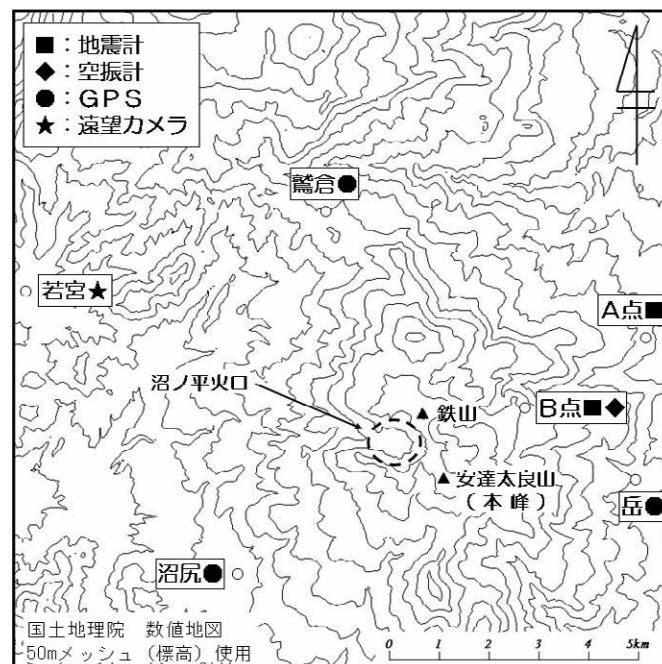 ■：地震計
◆：空振計
●：ＧＰＳ
★：遠望カメラ
鷲倉●
若宮★
Ａ点■
沼ノ平火口
▲鉄山
Ｂ点■◆
▲安達太良山
（本峰）
岳●
沼尻●
国土地理院　数値地図
50mメッシュ（標高）使用
0 1 2 3 4 5km